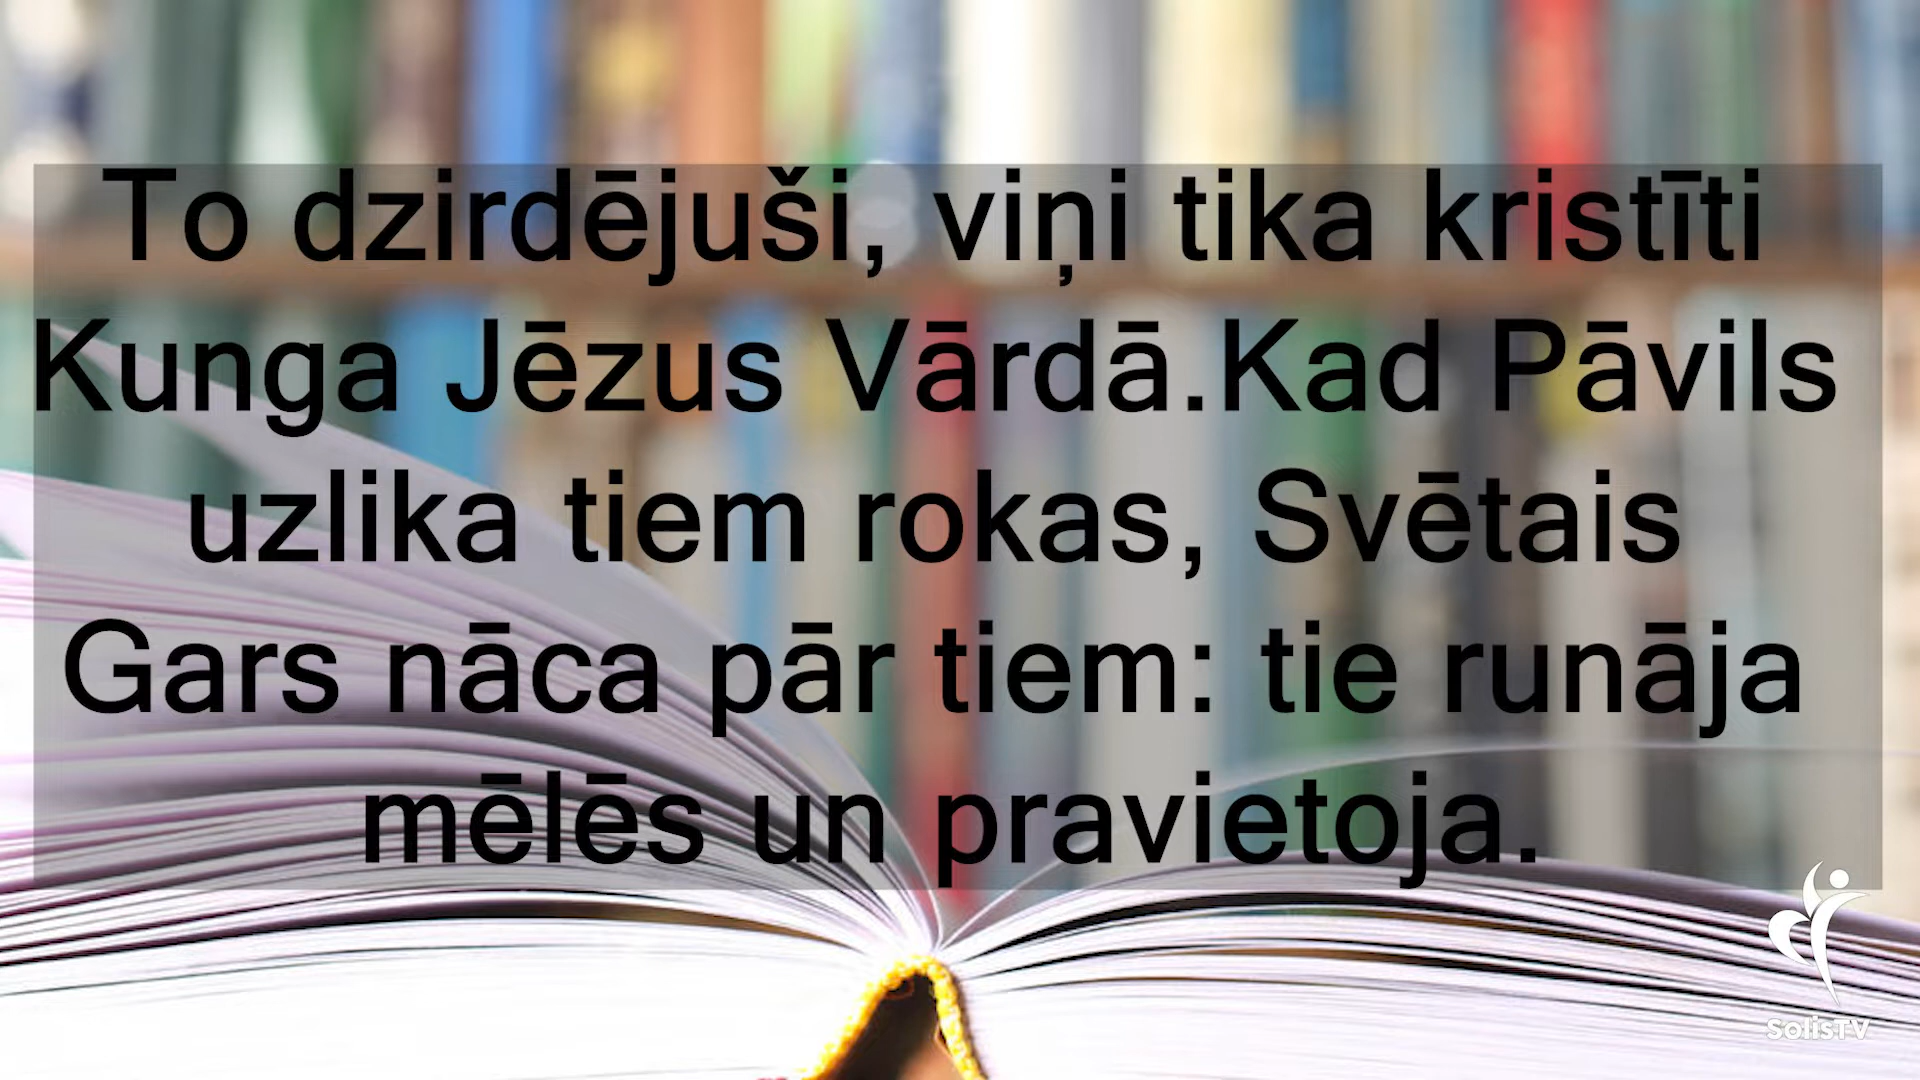 To dzirdējuši, viņi tika kristīti
Kunga Jēzus Vārdā.Kad Pāvils
uzlika tiem rokas, Svētais
Gars nāca pār tiem: tie runāja
mēlēs un pravietoja.
SolisTV